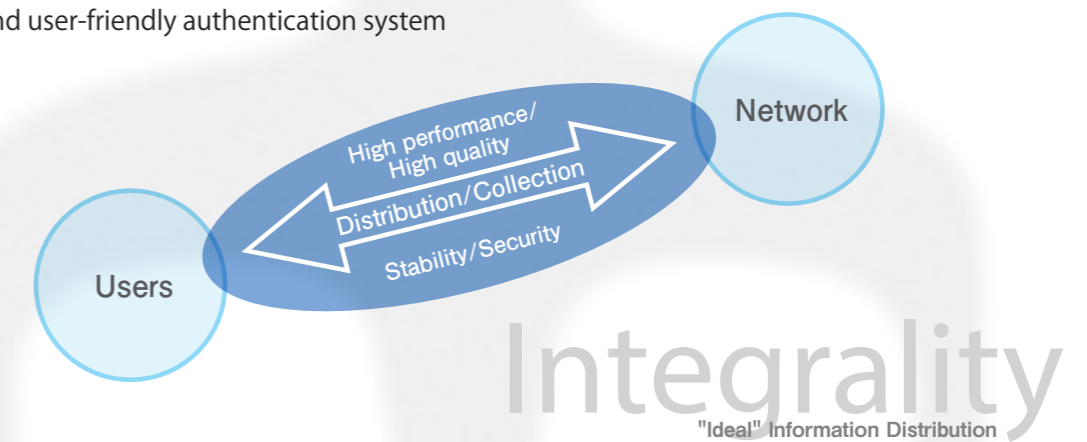 nd user-friendly authentication system
Network
High performance/
High quality
Distribution/Collection
Stability/Security
Users
Integrality
"Ideal" Information Distribution